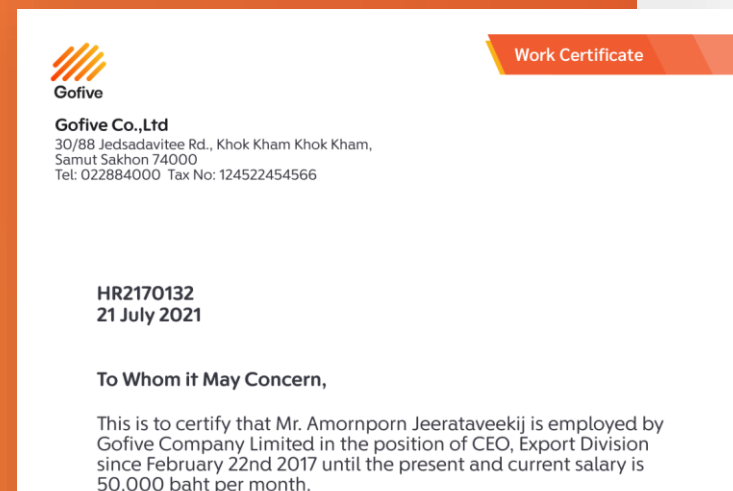 Work Certificate
Gofive
Gofive Co.,Ltd
30/88 Jedsadavitee Rd., Khok Kham Khok Kham,
Samut Sakhon 74000
Tel: 022884000 Tax No: 124522454566
HR2170132
21 July 2021
To Whom it May Concern,
This is to certify that Mr. Amornporn Jeerataveekij is employed by
Gofive Company Limited in the position of CEO, Export Division
since February 22nd 2017 until the present and current salary is
50,000 baht per month.